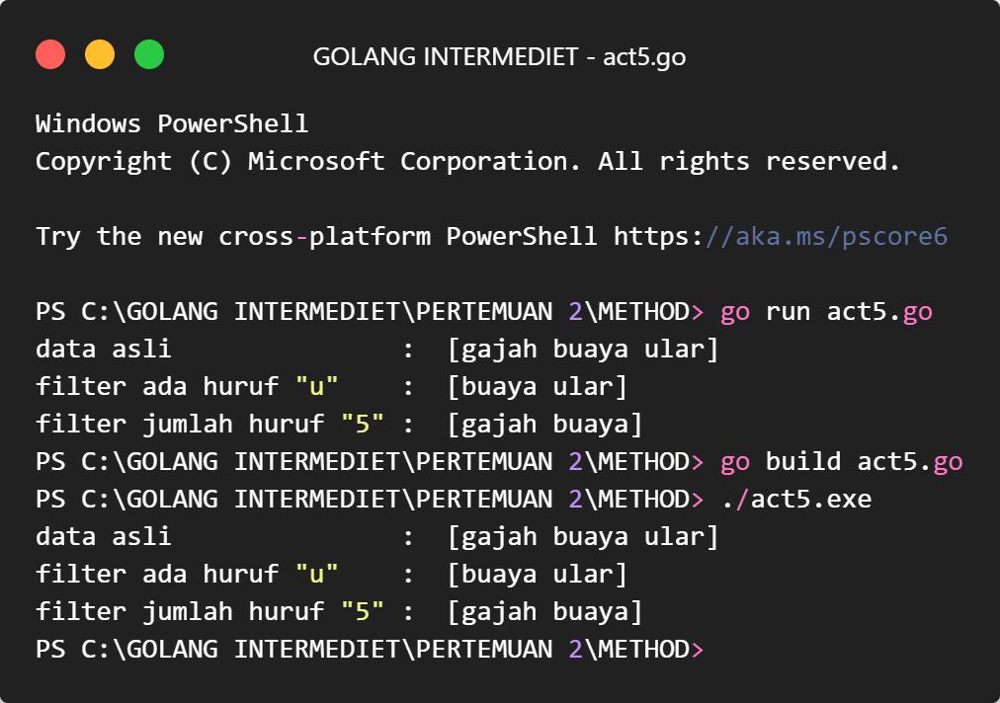 GOLANG INTERMEDIET - act5.go
Windows PowerShell
Copyright (C) Microsoft Corporation. All rights reserved.
Try the new cross-platform PowerShell https://aka.ms/pscore6
PS C:\GOLANG INTERMEDIET\PERTEMUAN 2\METHOD> go run act5.go
data asli               :  [gajah buaya ular]
filter ada huruf "u"    :  [buaya ular]
filter jumlah huruf "5" :  [gajah buaya]
PS C:\GOLANG INTERMEDIET\PERTEMUAN 2\METHOD> go build act5.go
PS C:\GOLANG INTERMEDIET\PERTEMUAN 2\METHOD> ./act5.exe
data asli               :  [gajah buaya ular]
filter ada huruf "u"    :  [buaya ular]
filter jumlah huruf "5" :  [gajah buaya]
PS C:\GOLANG INTERMEDIET\PERTEMUAN 2\METHOD>